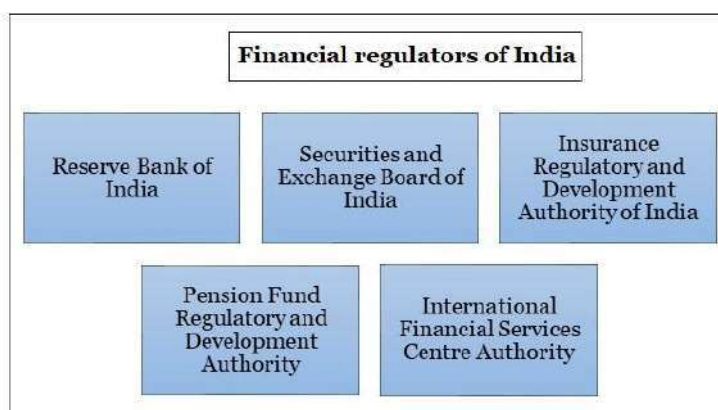 Financial regulators of India
Reserve Bank of
India
Securities and
Exchange Board of
India
Insurance
Regulatory and
Development
Authority of India
Pension Fund
Regulatory and
Development
Authority
International
Financial Services
Centre Authority